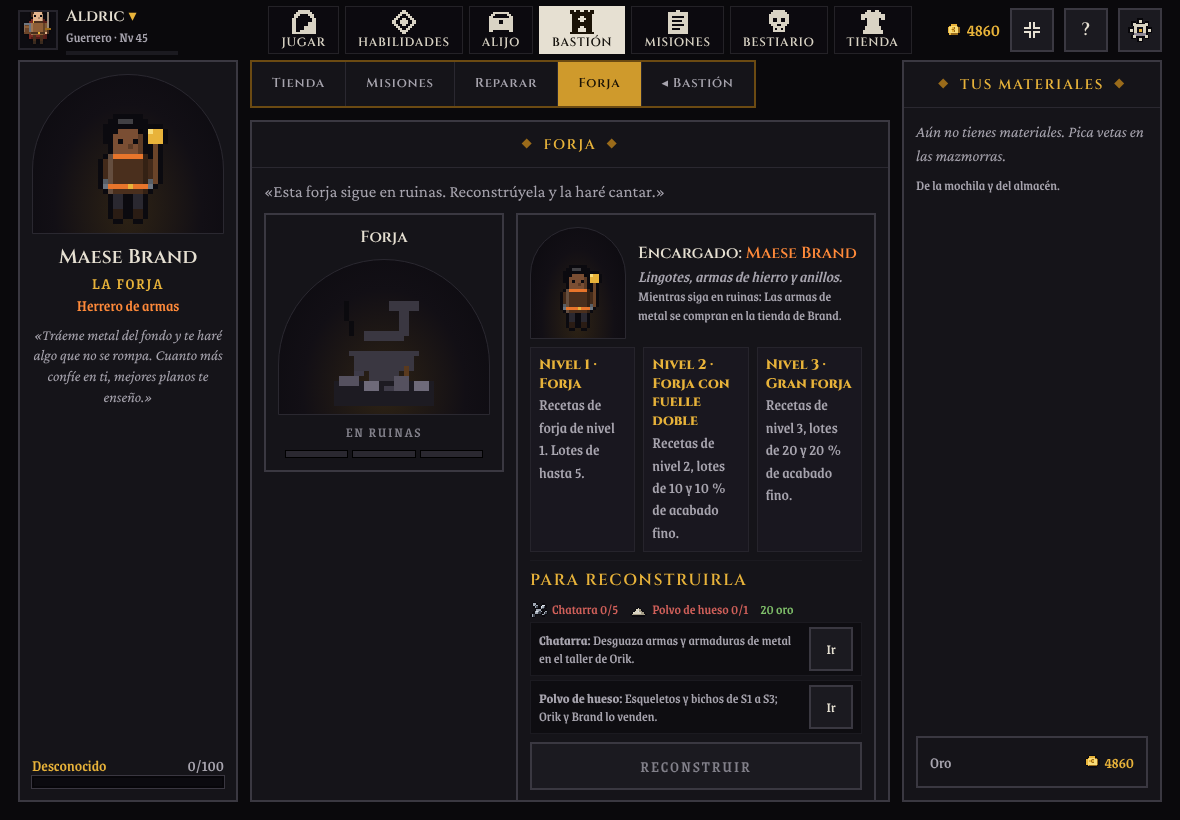 Aldric ▾
Guerrero · Nv 45
JUGAR
HABILIDADES
ALIJO
BASTIÓN
MISIONES
BESTIARIO
TIENDA
4860
?
Tienda
Misiones
Reparar
Forja
◂ Bastión
Maese Brand
LA FORJA
Herrero de armas
«Tráeme metal del fondo y te haré
algo que no se rompa. Cuanto más
confíe en ti, mejores planos te
enseño.»
Desconocido 0/100
◆ FORJA ◆
«Esta forja sigue en ruinas. Reconstrúyela y la haré cantar.»
Forja
EN RUINAS
Encargado: Maese Brand
Lingotes, armas de hierro y anillos.
Mientras siga en ruinas: Las armas de
metal se compran en la tienda de Brand.
Nivel 1 ·
Forja
Recetas de
forja de nivel
1. Lotes de
hasta 5.
Nivel 2 ·
Forja con
fuelle
doble
Recetas de
nivel 2, lotes
de 10 y 10 %
de acabado
fino.
Nivel 3 ·
Gran forja
Recetas de
nivel 3, lotes
de 20 y 20 %
de acabado
fino.
PARA RECONSTRUIRLA
Chatarra 0/5 Polvo de hueso 0/1 20 oro
Chatarra: Desguaza armas y armaduras de metal
en el taller de Orik.
Ir
Polvo de hueso: Esqueletos y bichos de S1 a S3;
Orik y Brand lo venden.
Ir
RECONSTRUIR
◆ TUS MATERIALES ◆
Aún no tienes materiales. Pica vetas en
las mazmorras.
De la mochila y del almacén.
Oro 4860